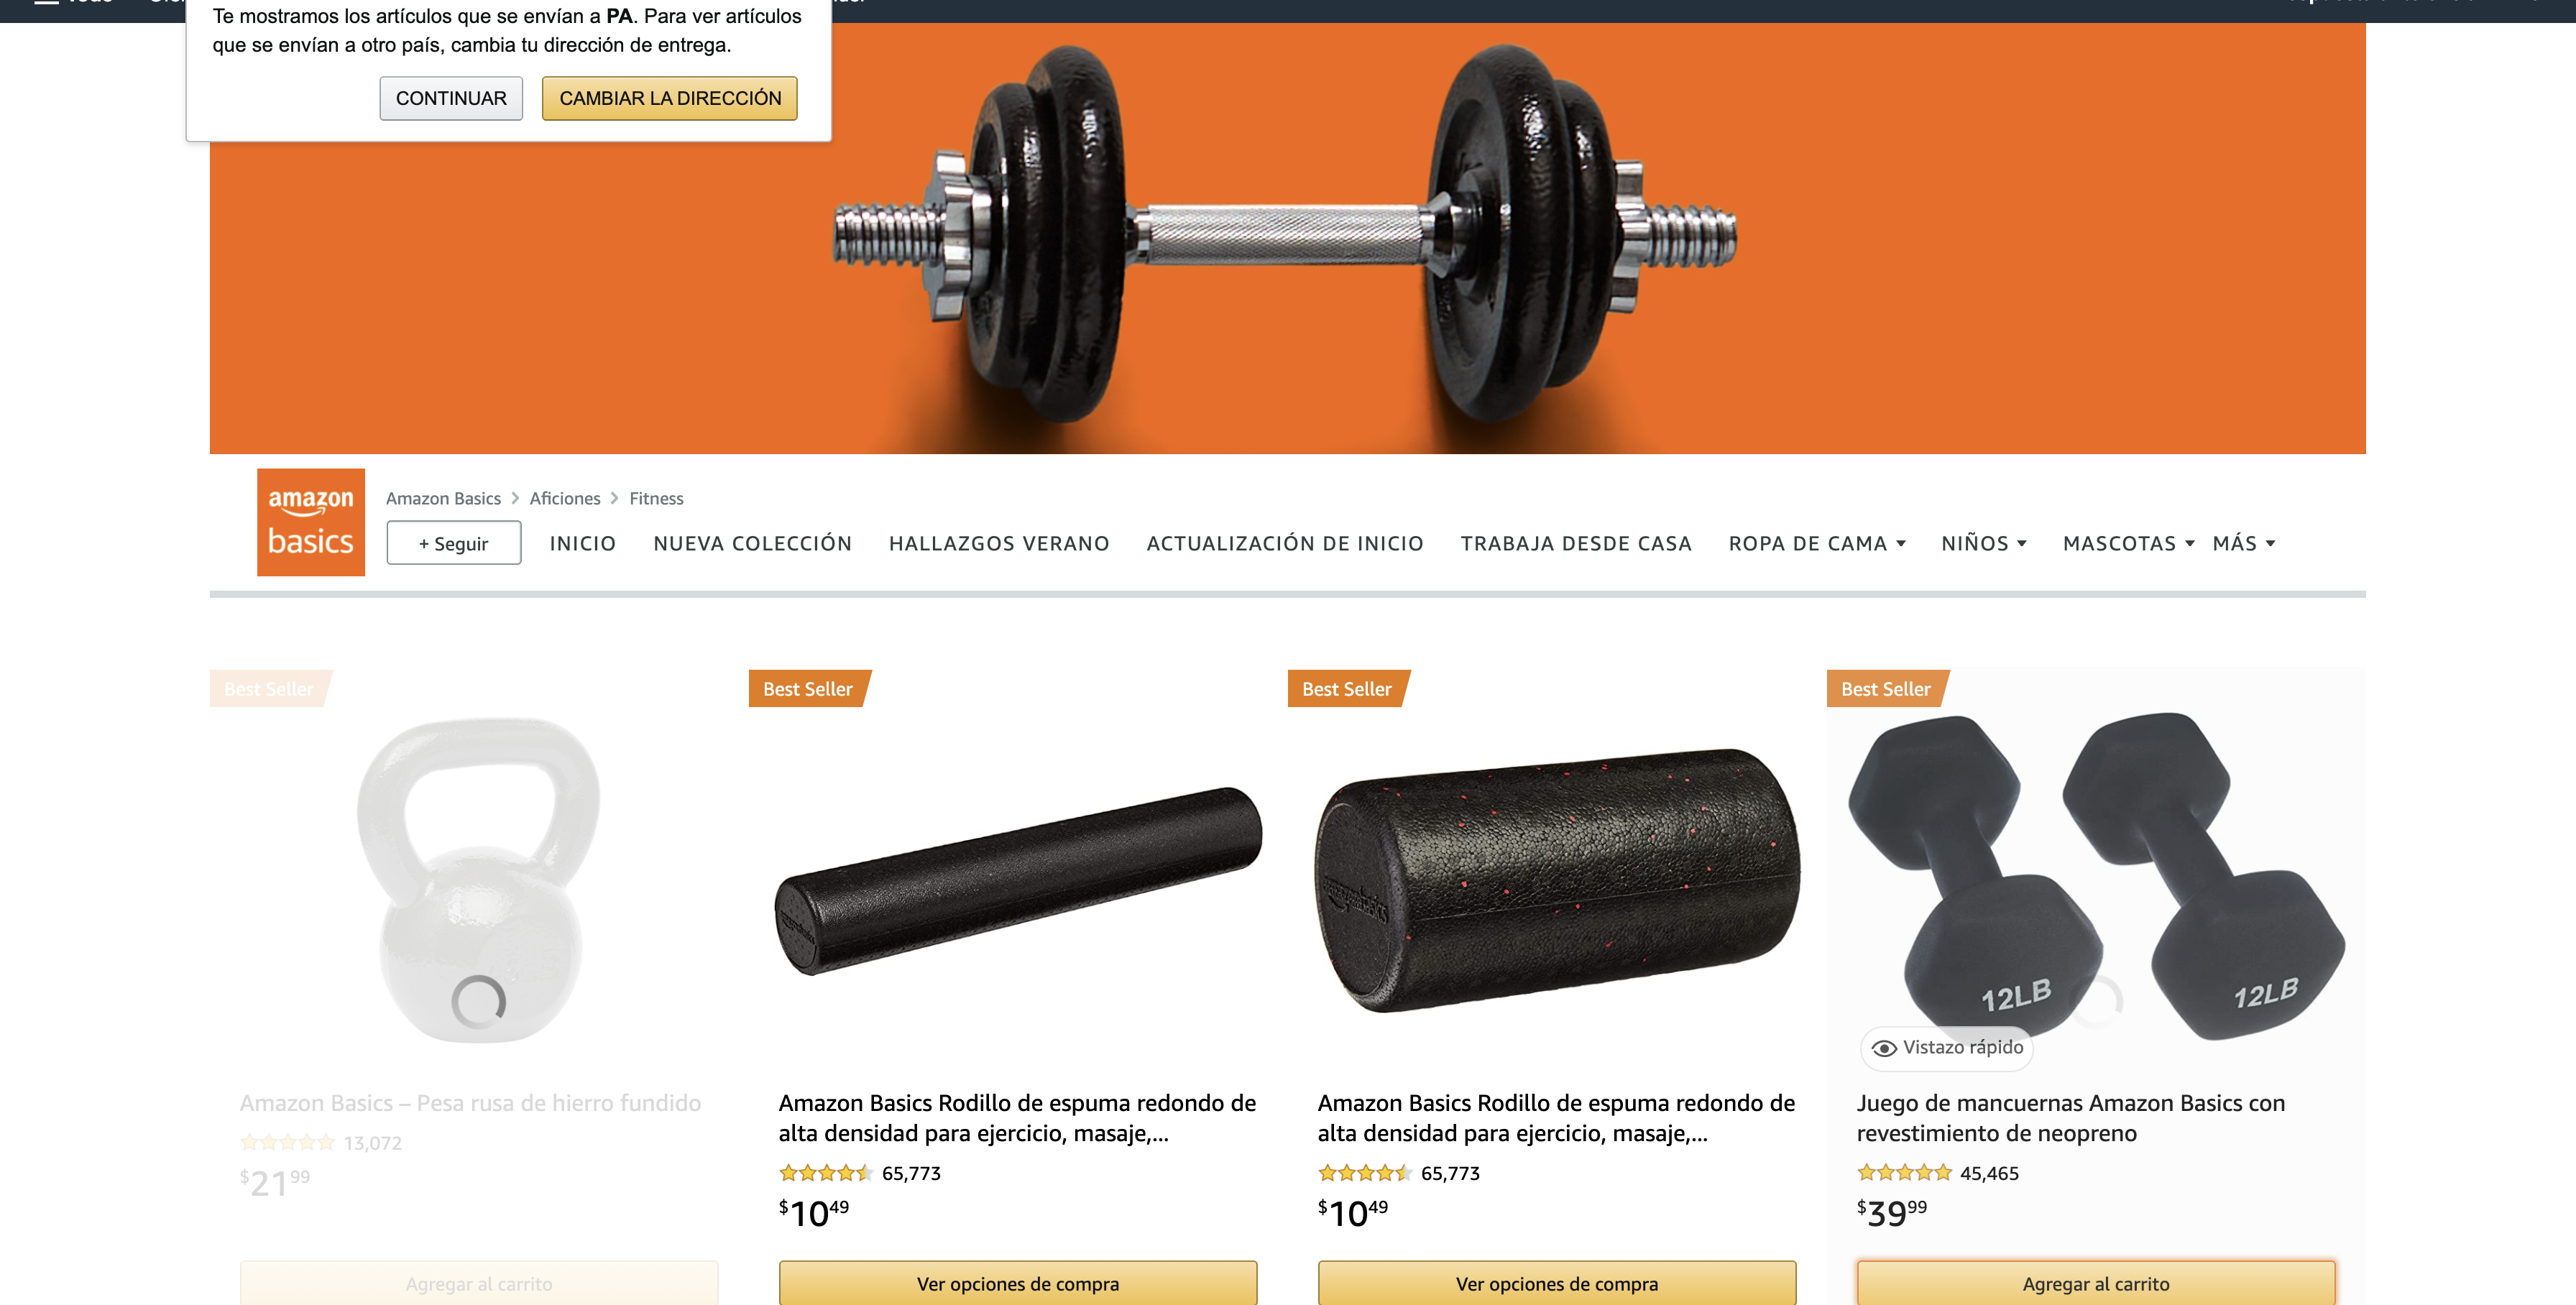 Te mostramos los artículos que se envían a PA. Para ver artículos
que se envían a otro país, cambia tu dirección de entrega.
CONTINUAR
CAMBIAR LA DIRECCIÓN
amazon
basics
Amazon Basics > Aficiones > Fitness
+ Seguir
INICIO
NUEVA COLECCIÓN
HALLAZGOS VERANO
ACTUALIZACIÓN DE INICIO
TRABAJA DESDE CASA
ROPA DE CAMA
NIÑOS
MASCOTAS
MÁS
Best Seller
Amazon Basics – Pesa rusa de hierro fundido
13,072
$21.99
Agregar al carrito
Best Seller
Amazon Basics Rodillo de espuma redondo de
alta densidad para ejercicio, masaje,...
65,773
$10.49
Ver opciones de compra
Best Seller
Amazon Basics Rodillo de espuma redondo de
alta densidad para ejercicio, masaje,...
65,773
$10.49
Ver opciones de compra
Best Seller
12LB
12LB
Vistazo rápido
Juego de mancuernas Amazon Basics con
revestimiento de neopreno
45,465
$39.99
Agregar al carrito